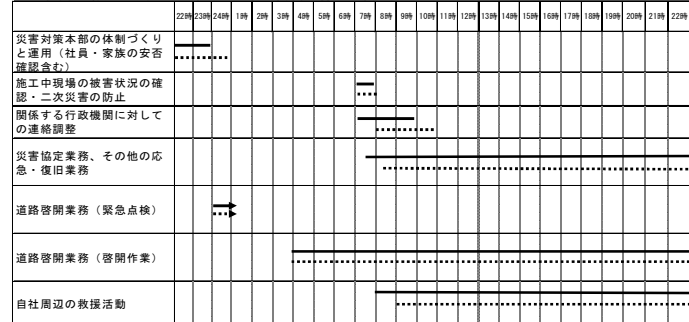 22時 23時 24時 1時 2時 3時 4時 5時 6時 7時 8時 9時 10時 11時 12時 13時 14時 15時 16時 17時 18時 19時 20時 21時 22時
災害対策本部の体制づくり
と運用（社員・家族の安否
確認含む）
施工中現場の被害状況の確
認・二次災害の防止
関係する行政機関に対して
の連絡調整
災害協定業務、その他の応
急・復旧業務
道路啓開業務（緊急点検）
道路啓開業務（啓開作業）
自社周辺の救援活動